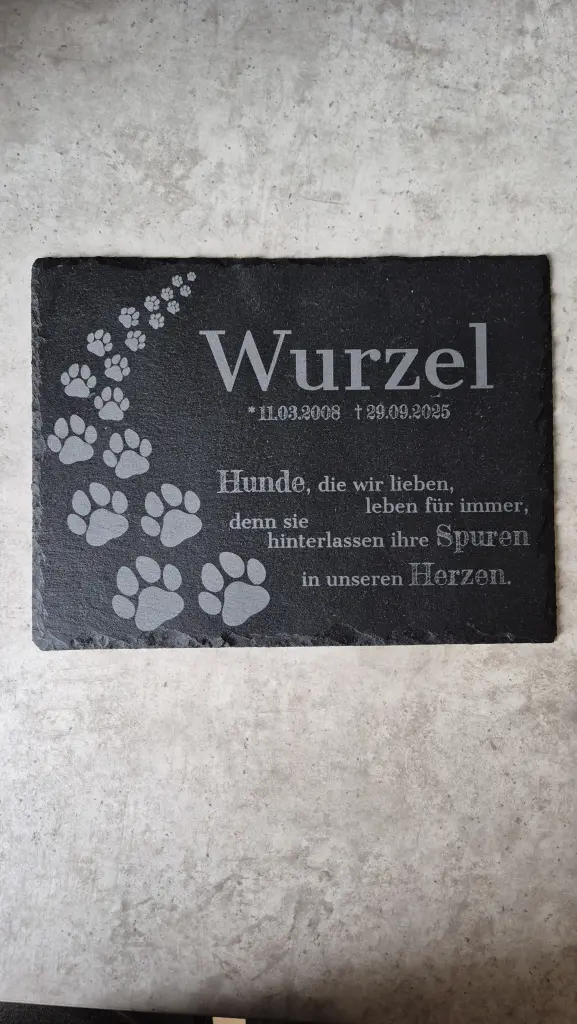 Wurzel
* 11.03.2008 † 29.09.2025
Hunde, die wir lieben,
leben für immer,
denn sie
hinterlassen ihre Spuren
in unseren Herzen.